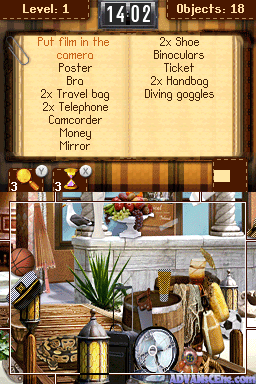 Level: 1
14:02
Objects: 18
Put film in the
camera
Poster
Bra
2x Travel bag
2x Telephone
Camcorder
Money
Mirror
2x Shoe
Binoculars
Ticket
2x Handbag
Diving goggles
3
Y
3
X
ADVANSCENE.com